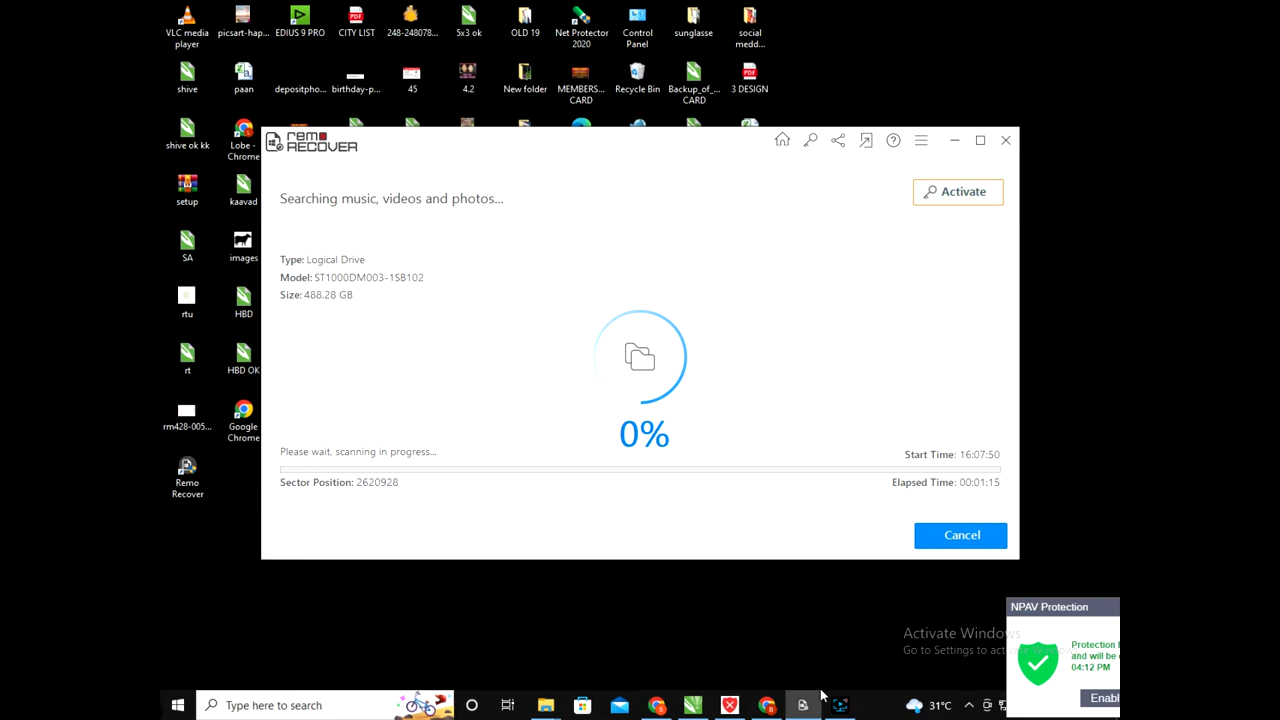 VLC media player
picsart-hap...
EDIUS 9 PRO
CITY LIST
248-248078...
5x3 ok
OLD 19
Net Protector 2020
Control Panel
sunglasse
social medd...
shive
paan
depositpho...
birthday-p...
45
4.2
New folder
MEMBERS... CARD
Recycle Bin
Backup_of_... CARD
3 DESIGN
shive ok kk
Lobe - Chrome
remo
RECOVER
setup
kaavad
Searching music, videos and photos...
Activate
SA
images
Type: Logical Drive
Model: ST1000DM003-1SB102
Size: 488.28 GB
rtu
HBD
rt
HBD OK
0%
rm428-005...
Google Chrome
Please wait, scanning in progress...
Start Time: 16:07:50
Sector Position: 2620928
Elapsed Time: 00:01:15
Remo Recover
Cancel
NPAV Protection
Activate Windows
Go to Settings to activate Windows.
Protection
and will be
04:12 PM
Enabl
Type here to search
31°C